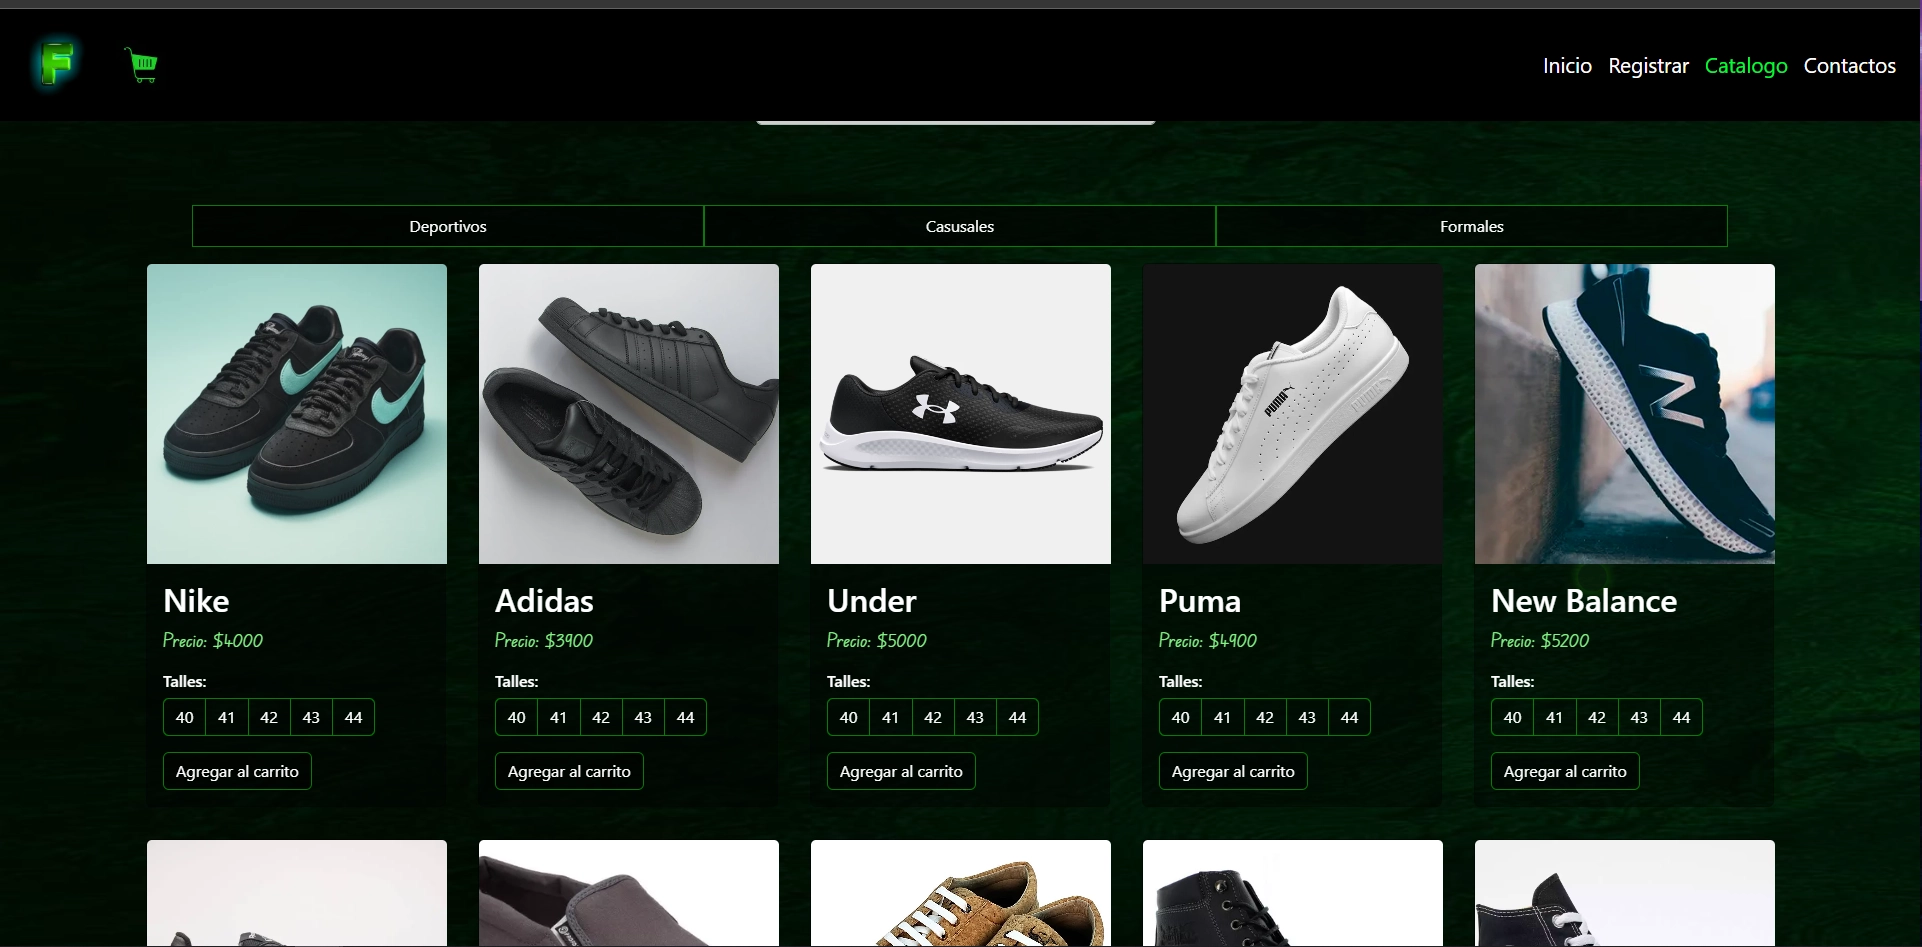 F
Inicio Registrar Catalogo Contactos
Deportivos Casusales Formales
PUMA
N
Nike
Precio: $4000
Talles:
40 41 42 43 44
Agregar al carrito
Adidas
Precio: $3900
Talles:
40 41 42 43 44
Agregar al carrito
Under
Precio: $5000
Talles:
40 41 42 43 44
Agregar al carrito
Puma
Precio: $4900
Talles:
40 41 42 43 44
Agregar al carrito
New Balance
Precio: $5200
Talles:
40 41 42 43 44
Agregar al carrito